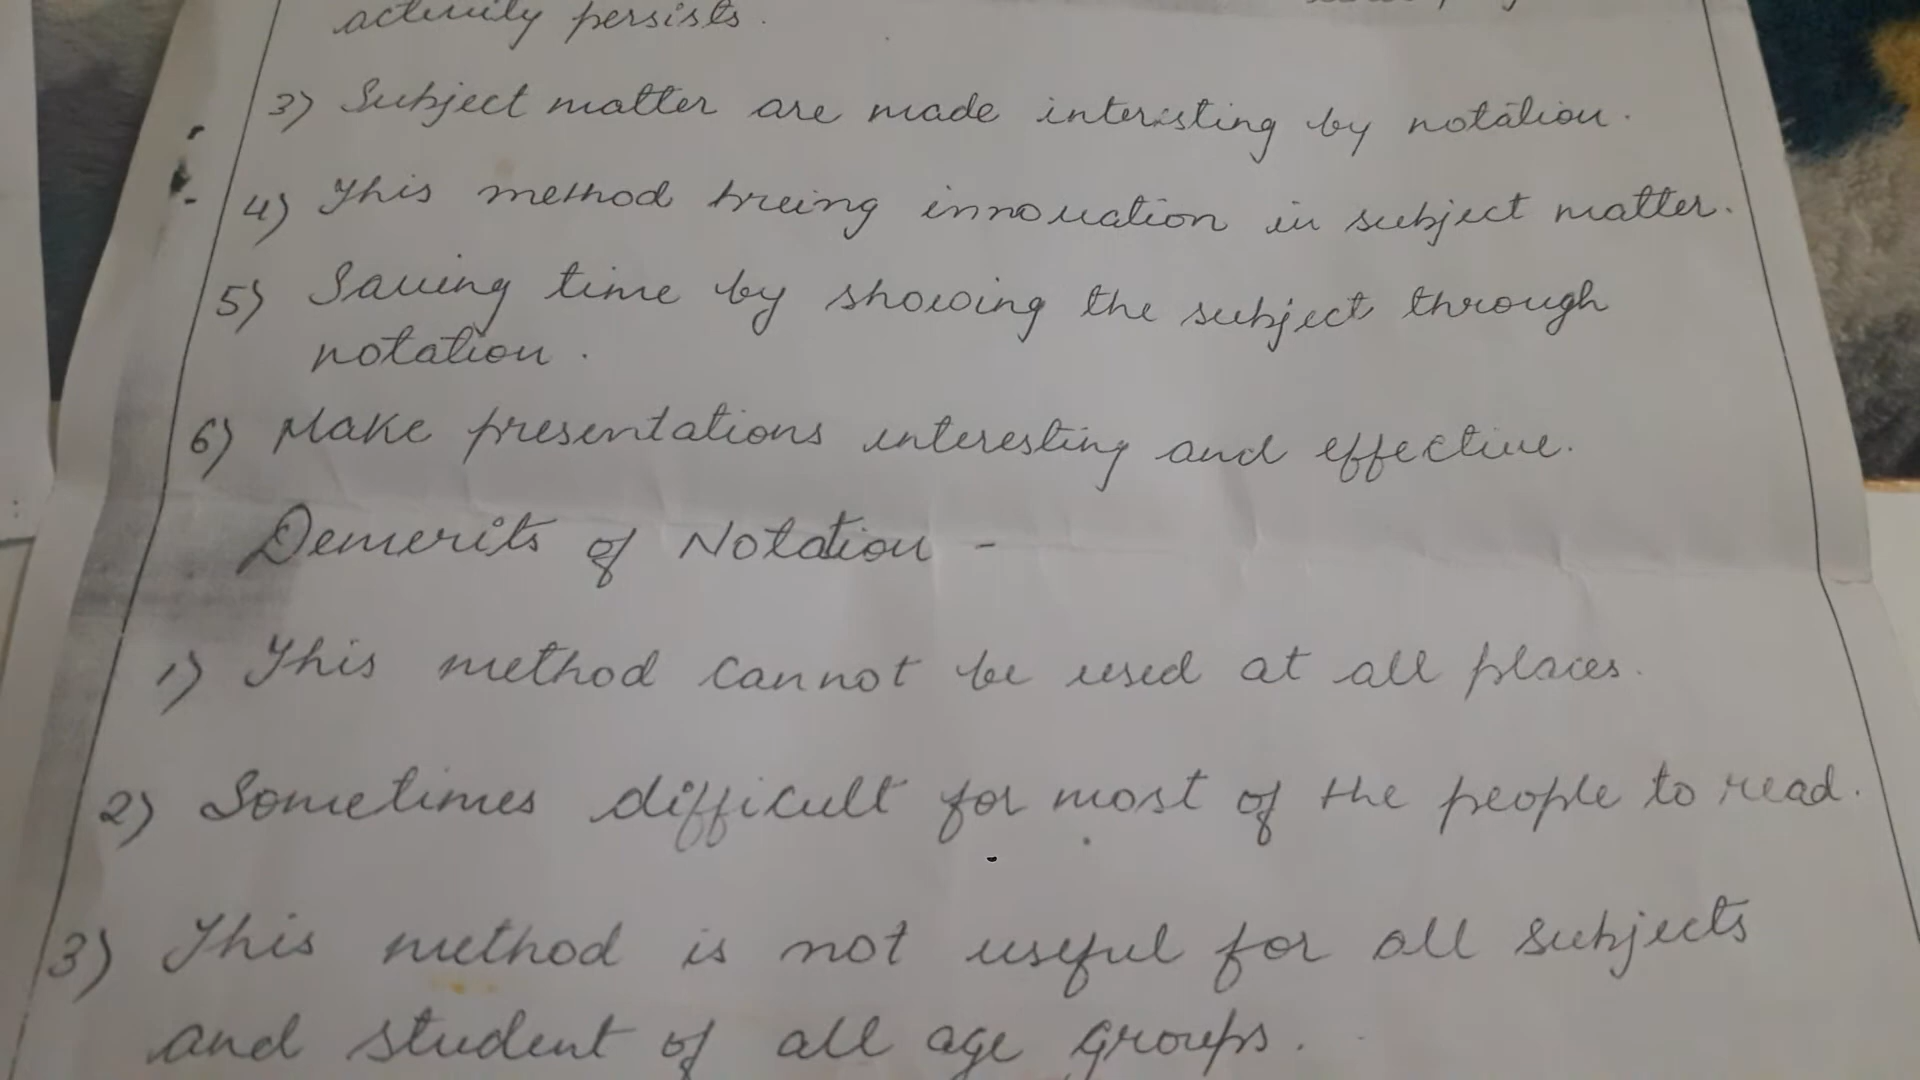 activity persists.
3) Subject matter are made interesting by notation.
4) This method breing innovation in subject matter.
5) Saving time by showing the subject through
notation.
6) Make presentations interesting and effective.
Demerits of Notation -
1) This method cannot be used at all places.
2) Sometimes difficult for most of the people to read.
3) This method is not useful for all subjects
and student of all age groups.